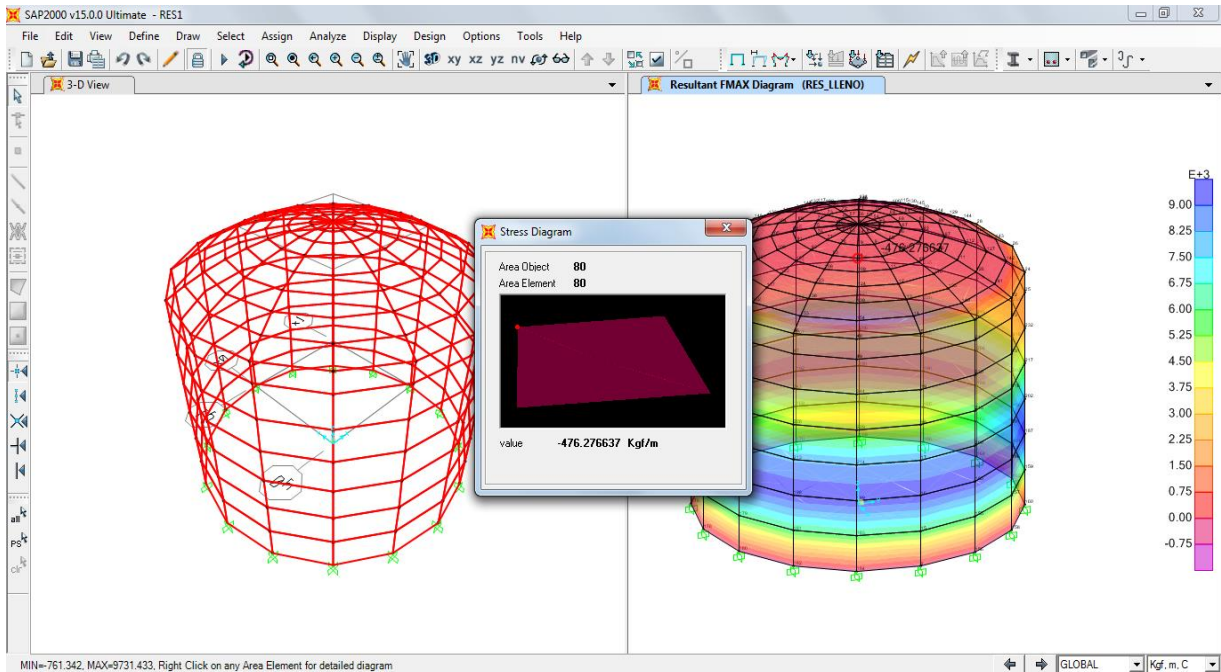 SAP2000 v15.0.0 Ultimate - RES1
File Edit View Define Draw Select Assign Analyze Display Design Options Tools Help
3-D xy xz yz nv
3-D View
Resultant FMAX Diagram (RES_LLENO)
E+3
9.00
8.25
7.50
6.75
6.00
5.25
4.50
3.75
3.00
2.25
1.50
0.75
0.00
-0.75
-476.276637
Stress Diagram
Area Object 80
Area Element 80
value -476.276637 Kgf/m
all
PS
clr
MIN=-761.342, MAX=9731.433, Right Click on any Area Element for detailed diagram
GLOBAL
Kgf, m, C